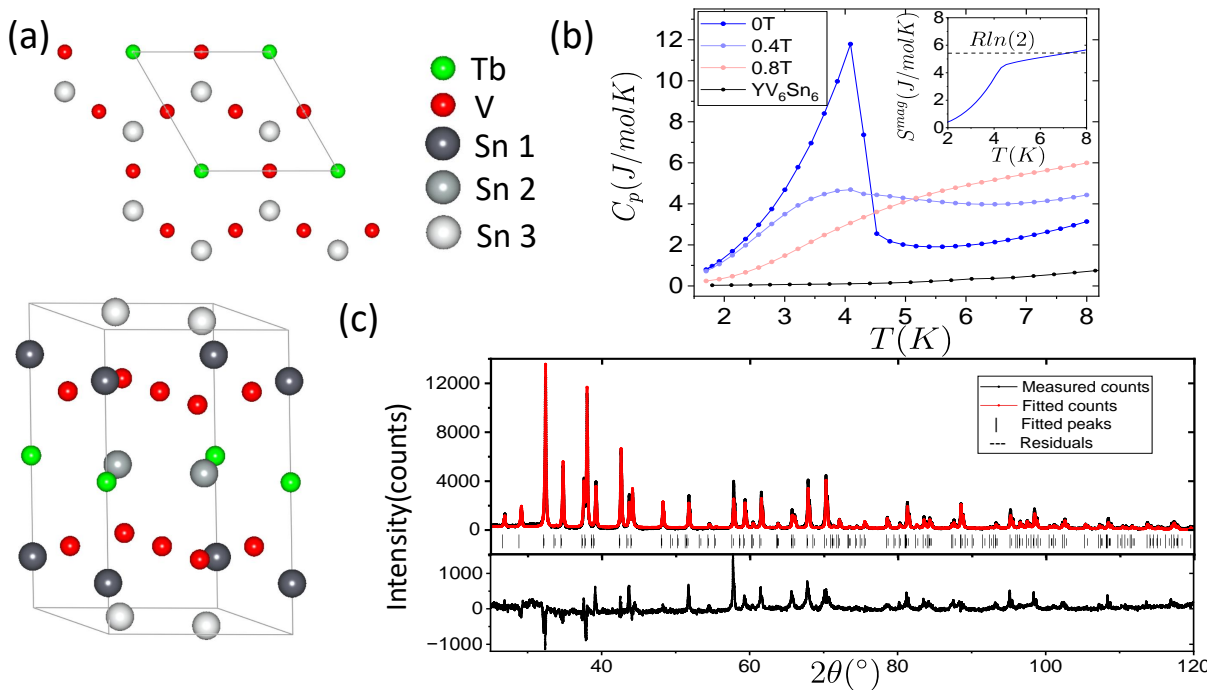 (a)
Tb
V
Sn 1
Sn 2
Sn 3
(b)
0T
0.4T
0.8T
YV₆Sn₆
12
10
8
6
4
2
0
C_p(J/molK)
2
3
4
5
6
7
8
T(K)
8
6
4
2
0
S^mag(J/molK)
Rln(2)
2
4
6
8
T(K)
(c)
Measured counts
Fitted counts
Fitted peaks
Residuals
12000
8000
4000
0
1000
0
−1000
Intensity(counts)
40
60
80
100
120
2θ(°)